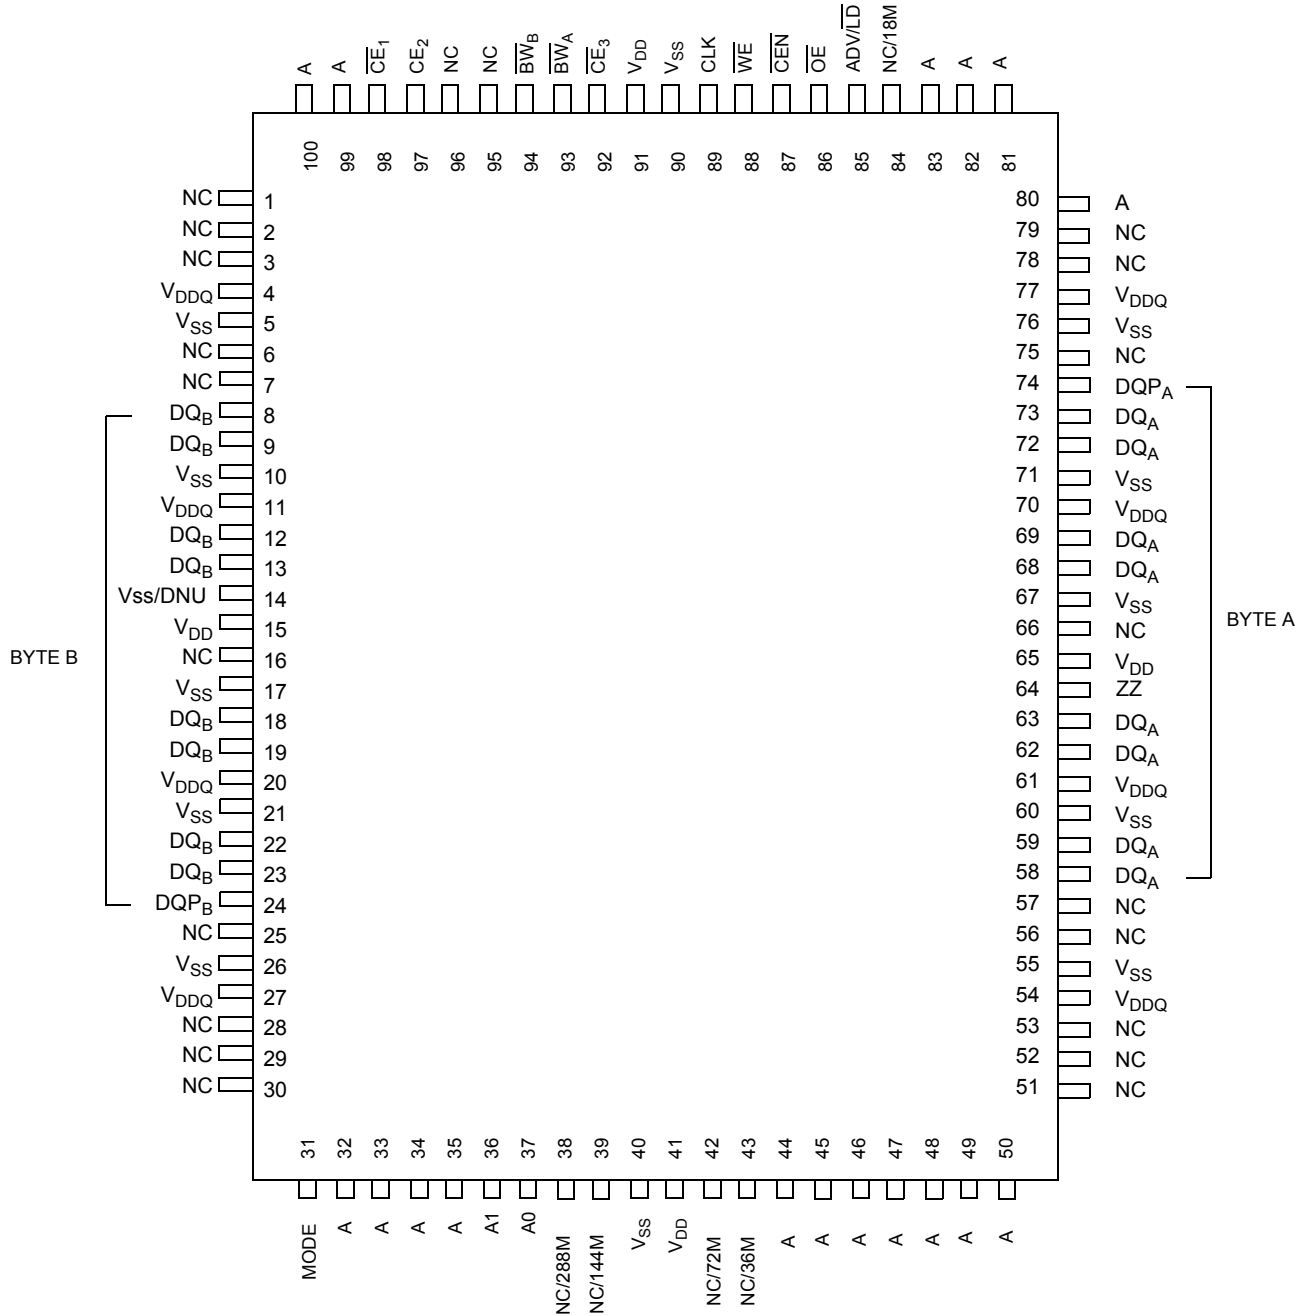 A
A
CE1
CE2
NC
NC
BWB
BWA
CE3
VDD
VSS
CLK
WE
CEN
OE
ADV/LD
NC/18M
A
A
A
100
99
98
97
96
95
94
93
92
91
90
89
88
87
86
85
84
83
82
81
NC 1
NC 2
NC 3
VDDQ 4
VSS 5
NC 6
NC 7
DQB 8
DQB 9
VSS 10
VDDQ 11
DQB 12
DQB 13
Vss/DNU 14
VDD 15
NC 16
VSS 17
DQB 18
DQB 19
VDDQ 20
VSS 21
DQB 22
DQB 23
DQPB 24
NC 25
VSS 26
VDDQ 27
NC 28
NC 29
NC 30
BYTE B
80 A
79 NC
78 NC
77 VDDQ
76 VSS
75 NC
74 DQPA
73 DQA
72 DQA
71 VSS
70 VDDQ
69 DQA
68 DQA
67 VSS
66 NC
65 VDD
64 ZZ
63 DQA
62 DQA
61 VDDQ
60 VSS
59 DQA
58 DQA
57 NC
56 NC
55 VSS
54 VDDQ
53 NC
52 NC
51 NC
BYTE A
31
32
33
34
35
36
37
38
39
40
41
42
43
44
45
46
47
48
49
50
MODE
A
A
A
A
A1
A0
NC/288M
NC/144M
VSS
VDD
NC/72M
NC/36M
A
A
A
A
A
A
A